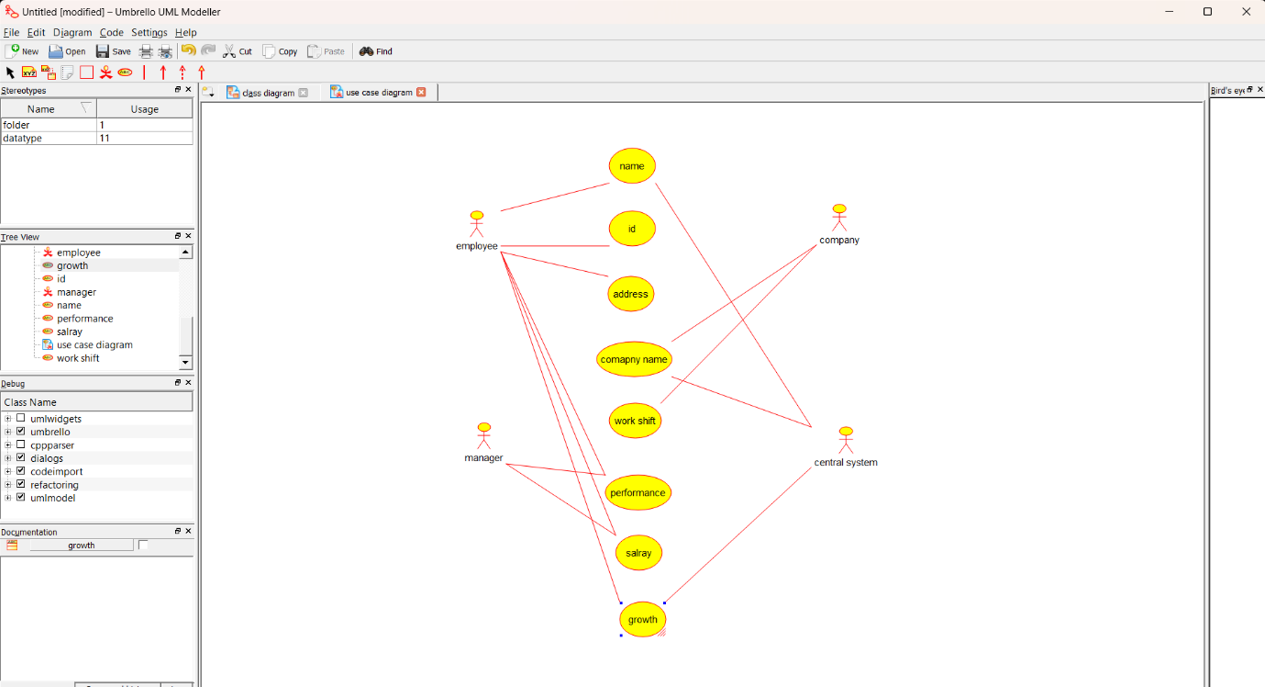 Untitled [modified] – Umbrello UML Modeller
File Edit Diagram Code Settings Help
New Open Save Cut Copy Paste Find
XYZ
Stereotypes
Name Usage
folder 1
datatype 11
Tree View
employee
growth
id
manager
name
performance
salray
use case diagram
work shift
Debug
Class Name
umlwidgets
umbrello
cppparser
dialogs
codeimport
refactoring
umlmodel
Documentation
growth
class diagram
use case diagram
name
employee
id
company
address
comapny name
work shift
manager
central system
performance
salray
growth
Bird's eye